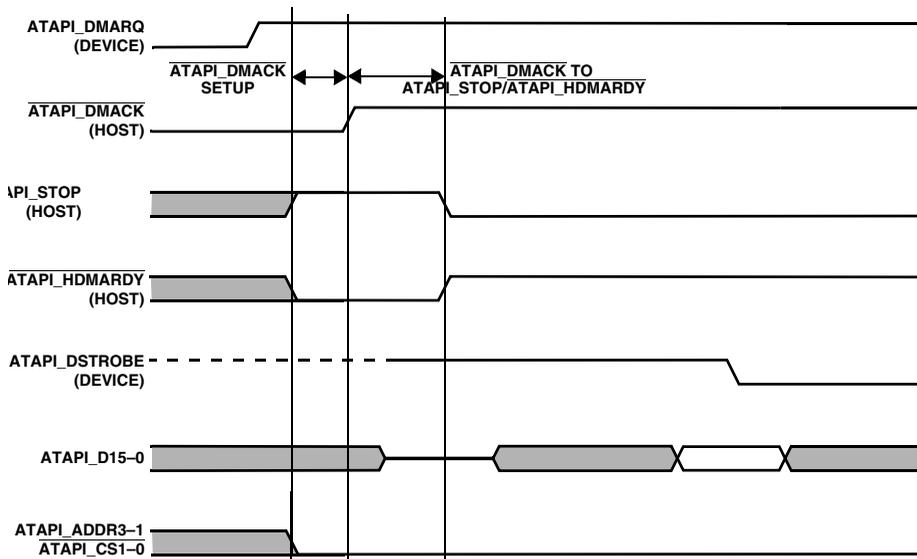 ATAPI_DMARQ
(DEVICE)
ATAPI_DMACK
SETUP
ATAPI_DMACK TO
ATAPI_STOP/ATAPI_HDMARDY
ATAPI_DMACK
(HOST)
API_STOP
(HOST)
ATAPI_HDMARDY
(HOST)
ATAPI_DSTROBE
(DEVICE)
ATAPI_D15–0
ATAPI_ADDR3–1
ATAPI_CS1–0